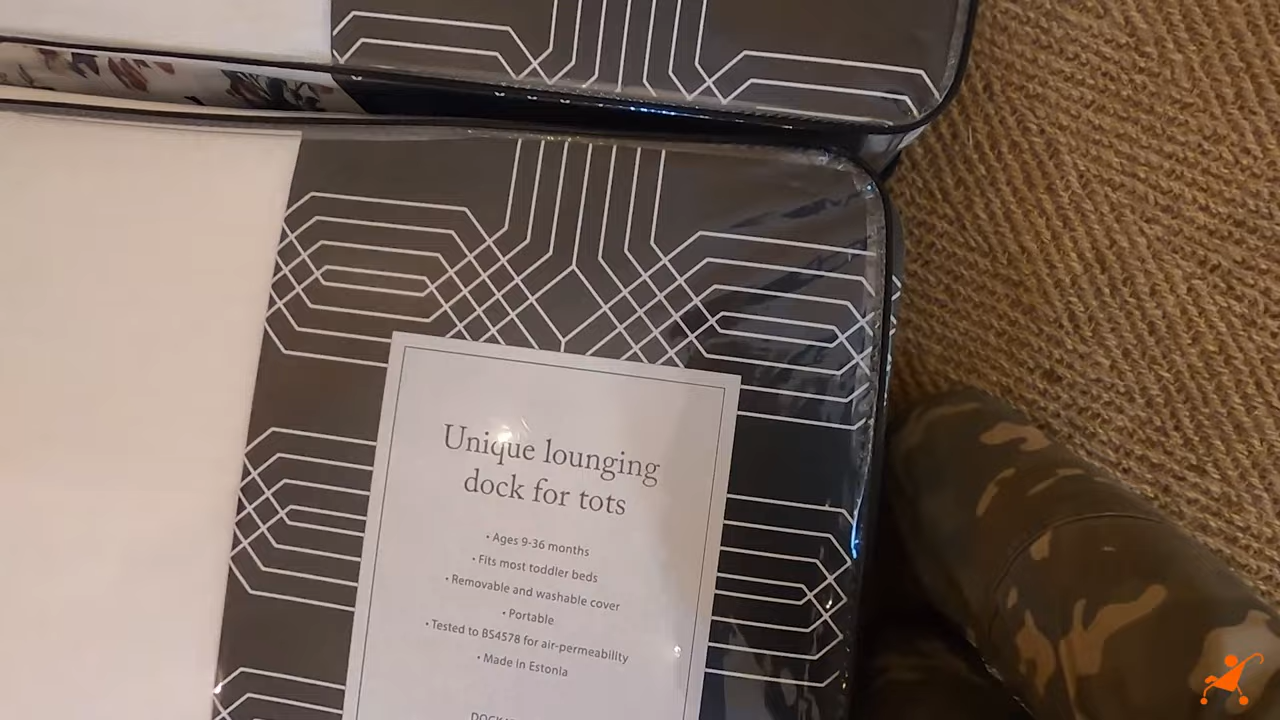 Unique lounging
dock for tots
• Ages 9-36 months
• Fits most toddler beds
• Removable and washable cover
• Portable
• Tested to BS4578 for air-permeability
• Made in Estonia